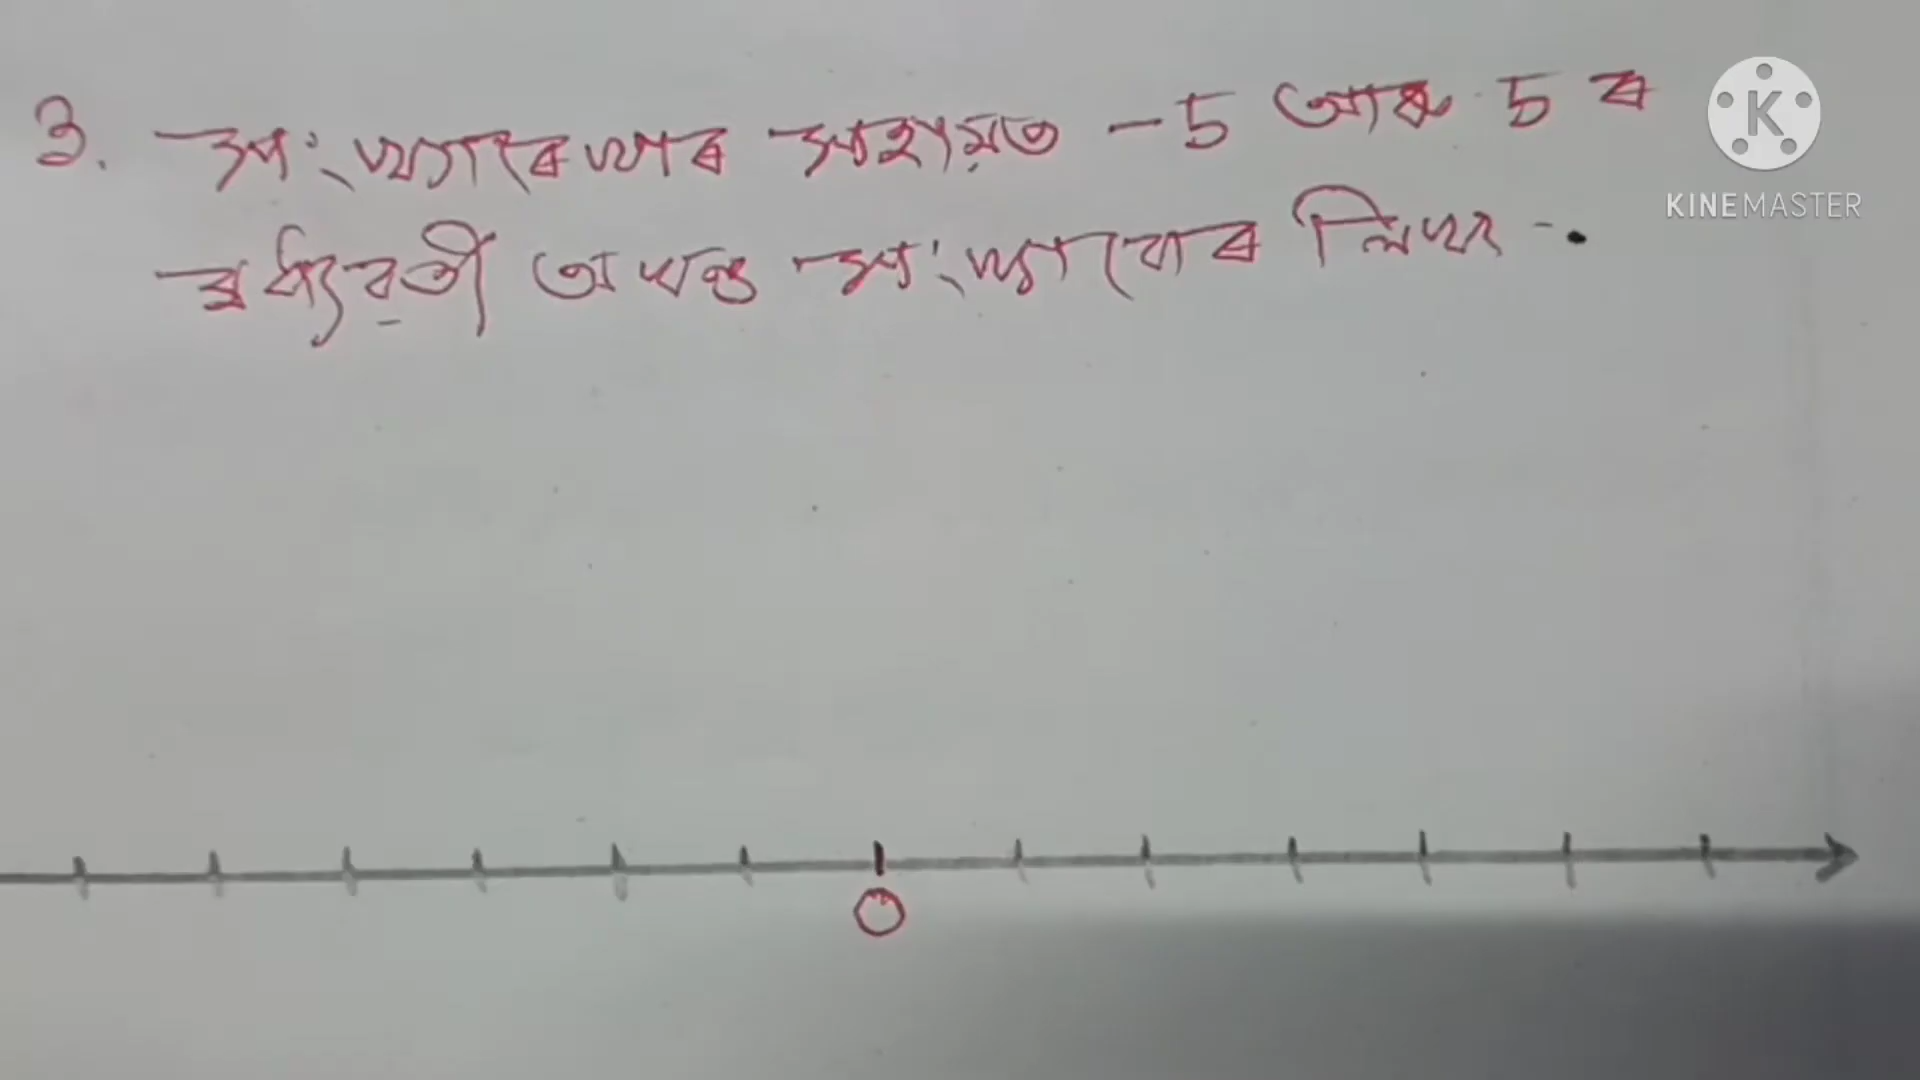 3. সংখ্যাৰেখাৰ সহায়ত -5 আৰু 5 ৰ
মধ্যৱৰ্তী অখণ্ড সংখ্যাবোৰ লিখা -
0
K
KINEMASTER